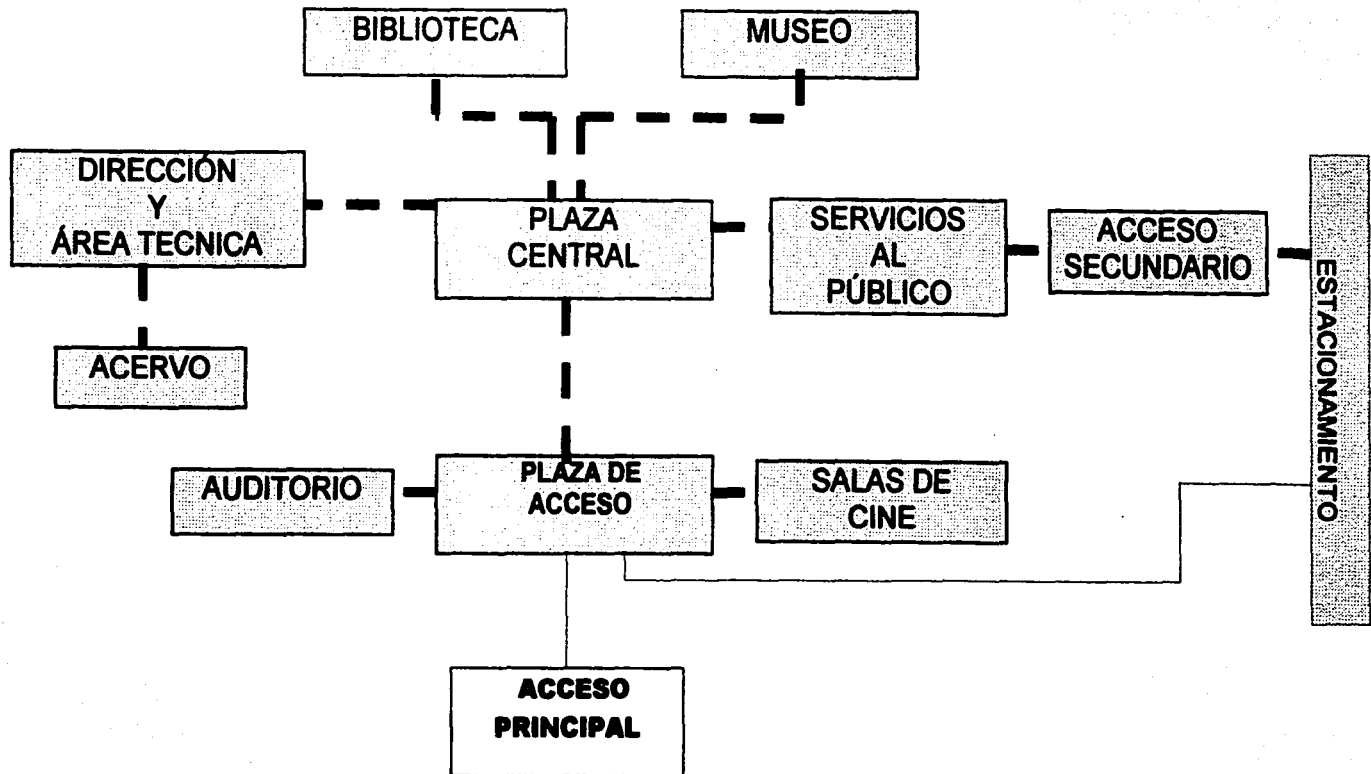 BIBLIOTECA
MUSEO
DIRECCIÓN
Y
ÁREA TECNICA
PLAZA
CENTRAL
SERVICIOS
AL
PÚBLICO
ACCESO
SECUNDARIO
ESTACIONAMIENTO
ACERVO
AUDITORIO
PLAZA DE
ACCESO
SALAS DE
CINE
ACCESO
PRINCIPAL